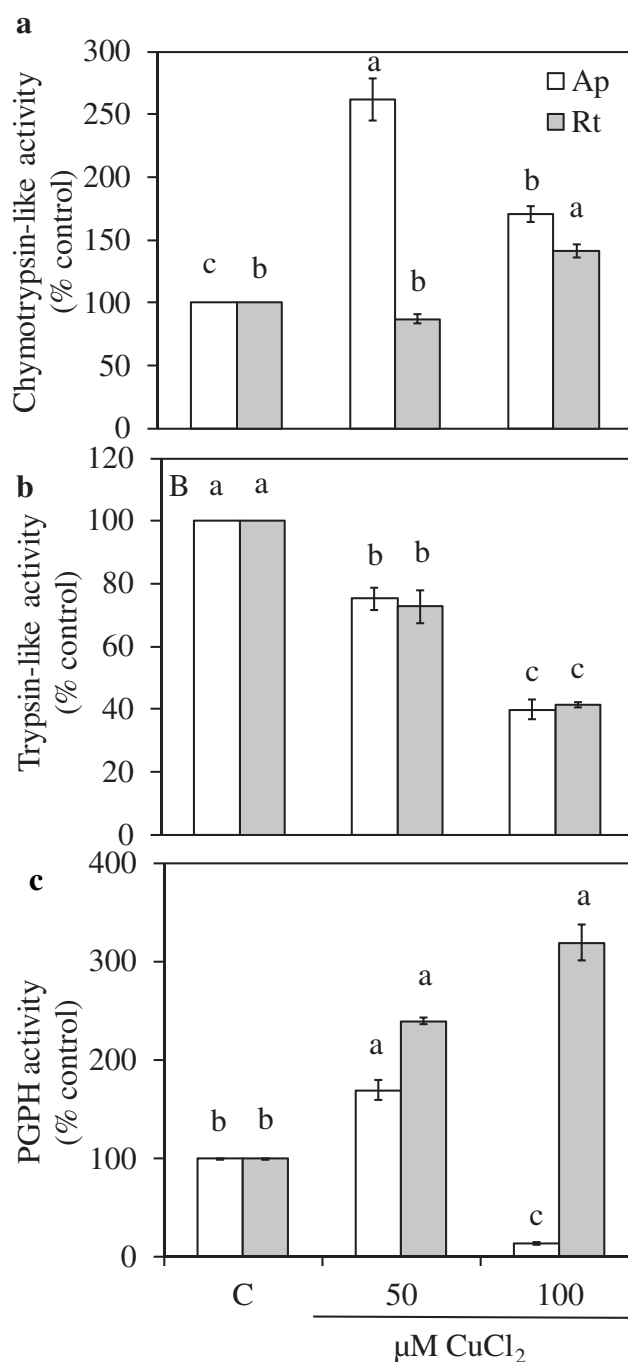 a
Chymotrypsin-like activity
(% control)
300
250
200
150
100
50
0
Ap
Rt
c b
a b
b a
b
Trypsin-like activity
(% control)
120
100
80
60
40
20
0
B a a
b b
c c
c
PGPH activity
(% control)
400
300
200
100
0
b b
a a
c a
C 50 100
µM CuCl₂